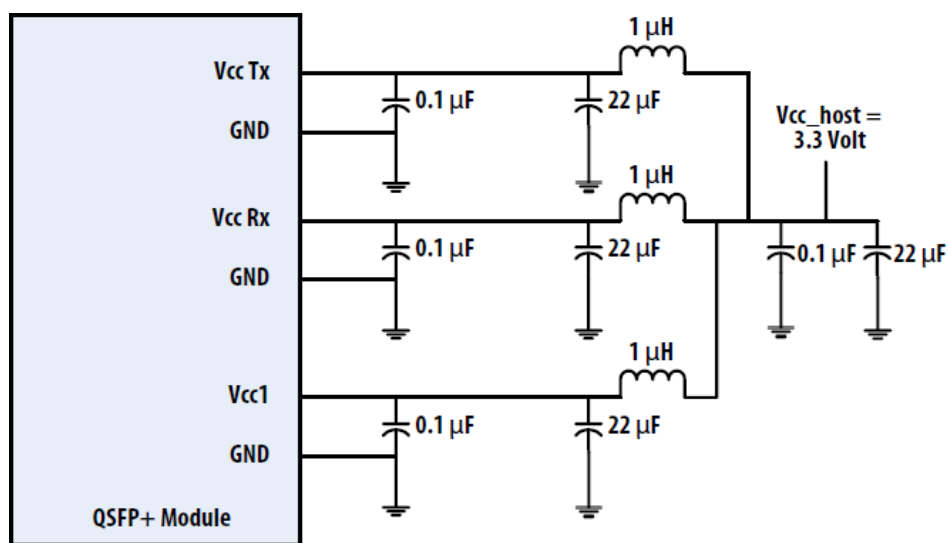 1 µH
Vcc Tx
0.1 µF
22 µF
GND
Vcc_host =
3.3 Volt
1 µH
Vcc Rx
0.1 µF
22 µF
0.1 µF
22 µF
GND
1 µH
Vcc1
0.1 µF
22 µF
GND
QSFP+ Module